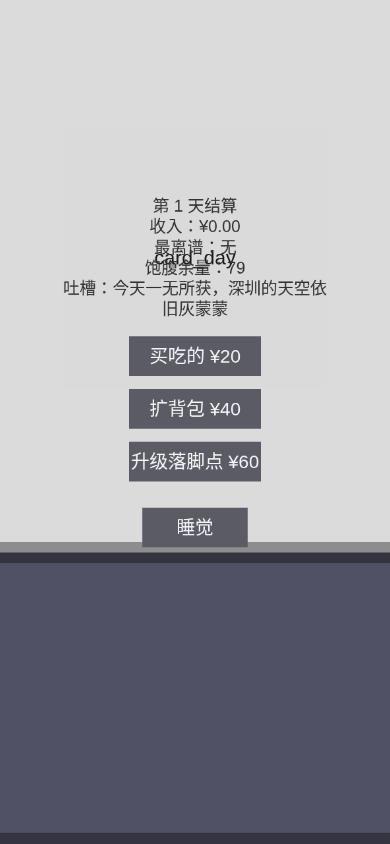 第 1 天结算
收入：¥0.00
最离谱：无
card_day
饱腹余量：79
吐槽：今天一无所获，深圳的天空依
旧灰蒙蒙
买吃的 ¥20
扩背包 ¥40
升级落脚点 ¥60
睡觉